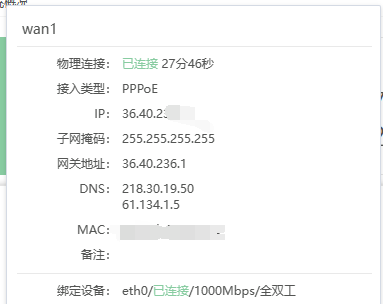 wan1
物理连接： 已连接 27分46秒
接入类型： PPPoE
IP： 36.40.23
子网掩码： 255.255.255.255
网关地址： 36.40.236.1
DNS： 218.30.19.50
61.134.1.5
MAC：
备注：
绑定设备： eth0/已连接/1000Mbps/全双工